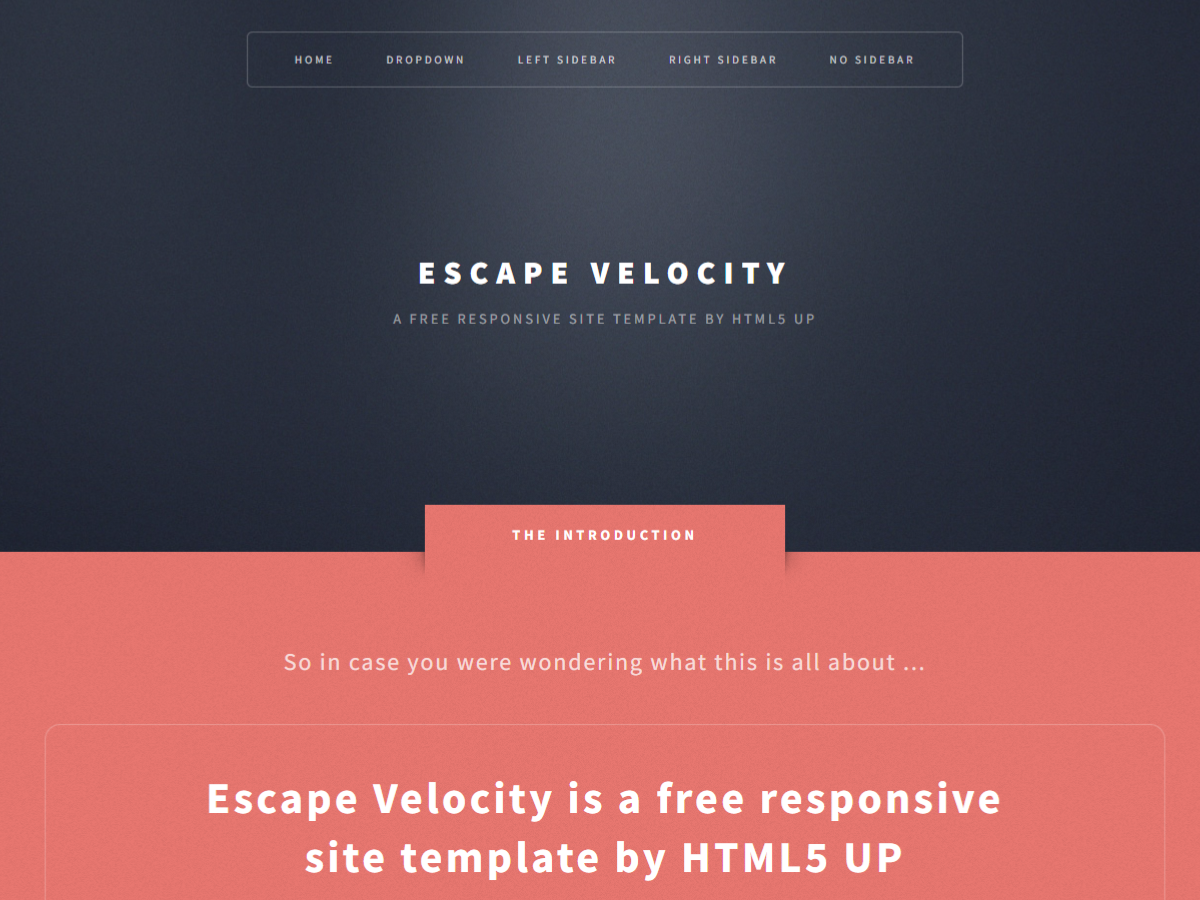 HOME DROPDOWN LEFT SIDEBAR RIGHT SIDEBAR NO SIDEBAR
ESCAPE VELOCITY
A FREE RESPONSIVE SITE TEMPLATE BY HTML5 UP
THE INTRODUCTION
So in case you were wondering what this is all about ...
Escape Velocity is a free responsive
site template by HTML5 UP